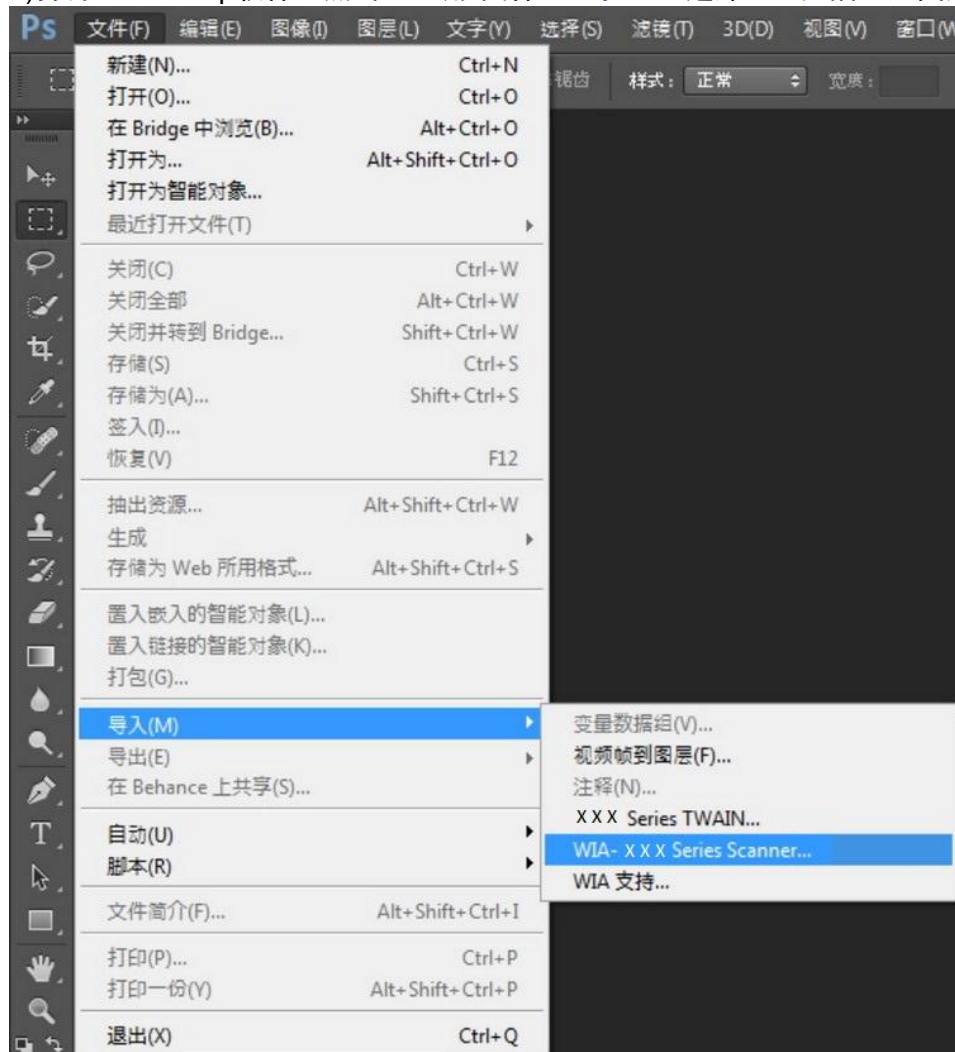 Ps 文件(F) 编辑(E) 图像(I) 图层(L) 文字(Y) 选择(S) 滤镜(T) 3D(D) 视图(V) 窗口(W
锯齿 样式： 正常 宽度：
新建(N)... Ctrl+N
打开(O)... Ctrl+O
在 Bridge 中浏览(B)... Alt+Ctrl+O
打开为... Alt+Shift+Ctrl+O
打开为智能对象...
最近打开文件(T)
关闭(C) Ctrl+W
关闭全部 Alt+Ctrl+W
关闭并转到 Bridge... Shift+Ctrl+W
存储(S) Ctrl+S
存储为(A)... Shift+Ctrl+S
签入(I)...
恢复(V) F12
抽出资源... Alt+Shift+Ctrl+W
生成
存储为 Web 所用格式... Alt+Shift+Ctrl+S
置入嵌入的智能对象(L)...
置入链接的智能对象(K)...
打包(G)...
导入(M)
导出(E)
在 Behance 上共享(S)...
自动(U)
脚本(R)
文件简介(F)... Alt+Shift+Ctrl+I
打印(P)... Ctrl+P
打印一份(Y) Alt+Shift+Ctrl+P
退出(X) Ctrl+Q
变量数据组(V)...
视频帧到图层(F)...
注释(N)...
XXX Series TWAIN...
WIA- XXX Series Scanner...
WIA 支持...